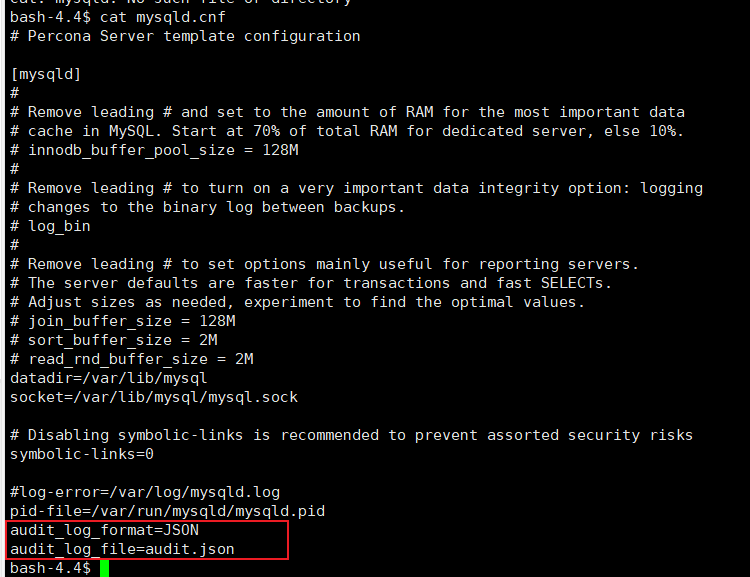 bash-4.4$ cat mysqld.cnf
# Percona Server template configuration
[mysqld]
#
# Remove leading # and set to the amount of RAM for the most important data
# cache in MySQL. Start at 70% of total RAM for dedicated server, else 10%.
# innodb_buffer_pool_size = 128M
#
# Remove leading # to turn on a very important data integrity option: logging
# changes to the binary log between backups.
# log_bin
#
# Remove leading # to set options mainly useful for reporting servers.
# The server defaults are faster for transactions and fast SELECTs.
# Adjust sizes as needed, experiment to find the optimal values.
# join_buffer_size = 128M
# sort_buffer_size = 2M
# read_rnd_buffer_size = 2M
datadir=/var/lib/mysql
socket=/var/lib/mysql/mysql.sock
# Disabling symbolic-links is recommended to prevent assorted security risks
symbolic-links=0
#log-error=/var/log/mysqld.log
pid-file=/var/run/mysqld/mysqld.pid
audit_log_format=JSON
audit_log_file=audit.json
bash-4.4$